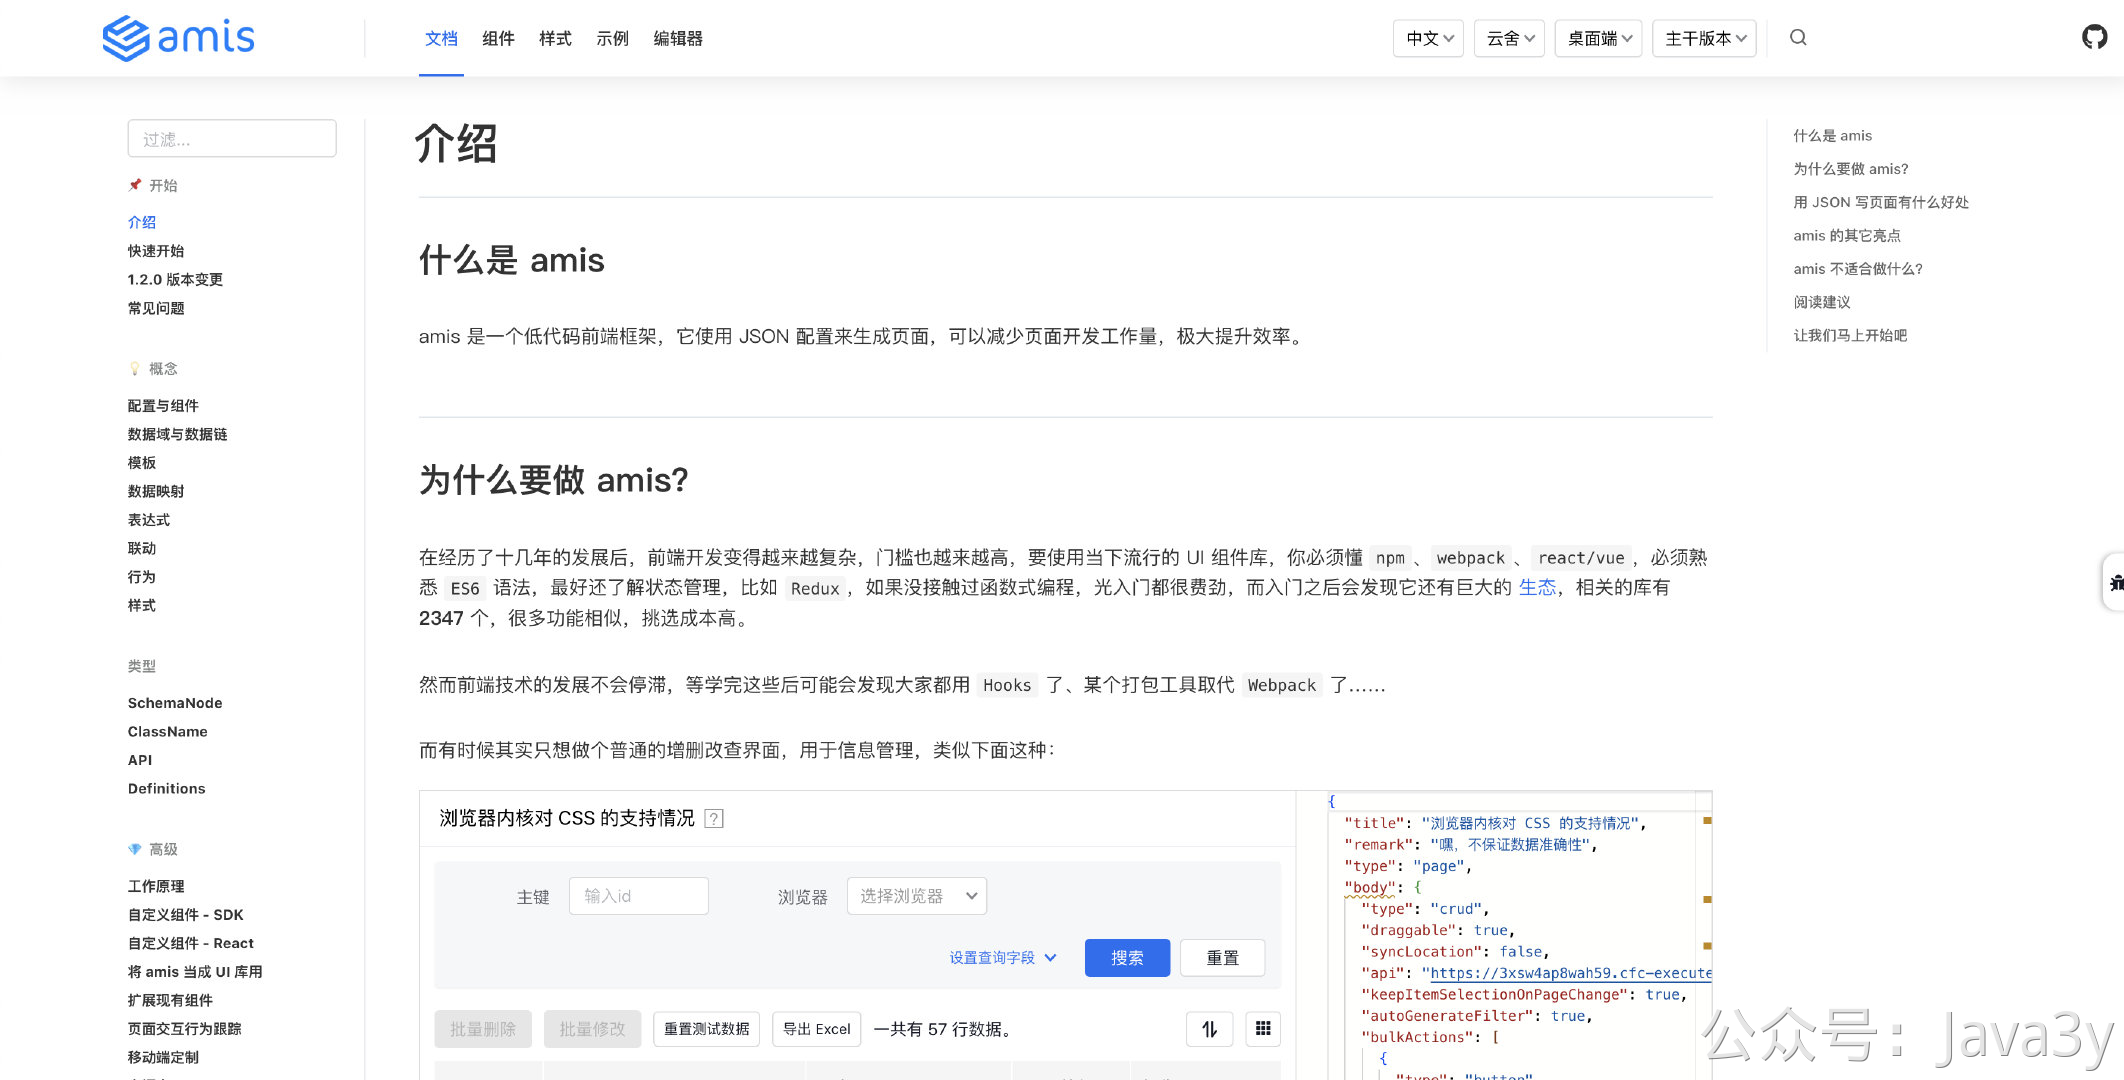 amis
文档 组件 样式 示例 编辑器
中文 云舍 桌面端 主干版本
过滤...
开始
介绍
快速开始
1.2.0 版本变更
常见问题
概念
配置与组件
数据域与数据链
模板
数据映射
表达式
联动
行为
样式
类型
SchemaNode
ClassName
API
Definitions
高级
工作原理
自定义组件 - SDK
自定义组件 - React
将 amis 当成 UI 库用
扩展现有组件
页面交互行为跟踪
移动端定制
介绍
什么是 amis
amis 是一个低代码前端框架，它使用 JSON 配置来生成页面，可以减少页面开发工作量，极大提升效率。
为什么要做 amis?
在经历了十几年的发展后，前端开发变得越来越复杂，门槛也越来越高，要使用当下流行的 UI 组件库，你必须懂 npm、webpack、react/vue，必须熟
悉 ES6 语法，最好还了解状态管理，比如 Redux，如果没接触过函数式编程，光入门都很费劲，而入门之后会发现它还有巨大的 生态，相关的库有
2347 个，很多功能相似，挑选成本高。
然而前端技术的发展不会停滞，等学完这些后可能会发现大家都用 Hooks 了、某个打包工具取代 Webpack 了......
而有时候其实只想做个普通的增删改查界面，用于信息管理，类似下面这种：
浏览器内核对 CSS 的支持情况 ?
主键 输入id 浏览器 选择浏览器
设置查询字段 搜索 重置
批量删除 批量修改 重置测试数据 导出 Excel 一共有 57 行数据。
{
"title": "浏览器内核对 CSS 的支持情况",
"remark": "嘿，不保证数据准确性",
"type": "page",
"body": {
"type": "crud",
"draggable": true,
"syncLocation": false,
"api": "https://3xsw4ap8wah59.cfc-execute
"keepItemSelectionOnPageChange": true,
"autoGenerateFilter": true,
"bulkActions": [
{
"type": "button"
什么是 amis
为什么要做 amis?
用 JSON 写页面有什么好处
amis 的其它亮点
amis 不适合做什么?
阅读建议
让我们马上开始吧
公众号：Java3y